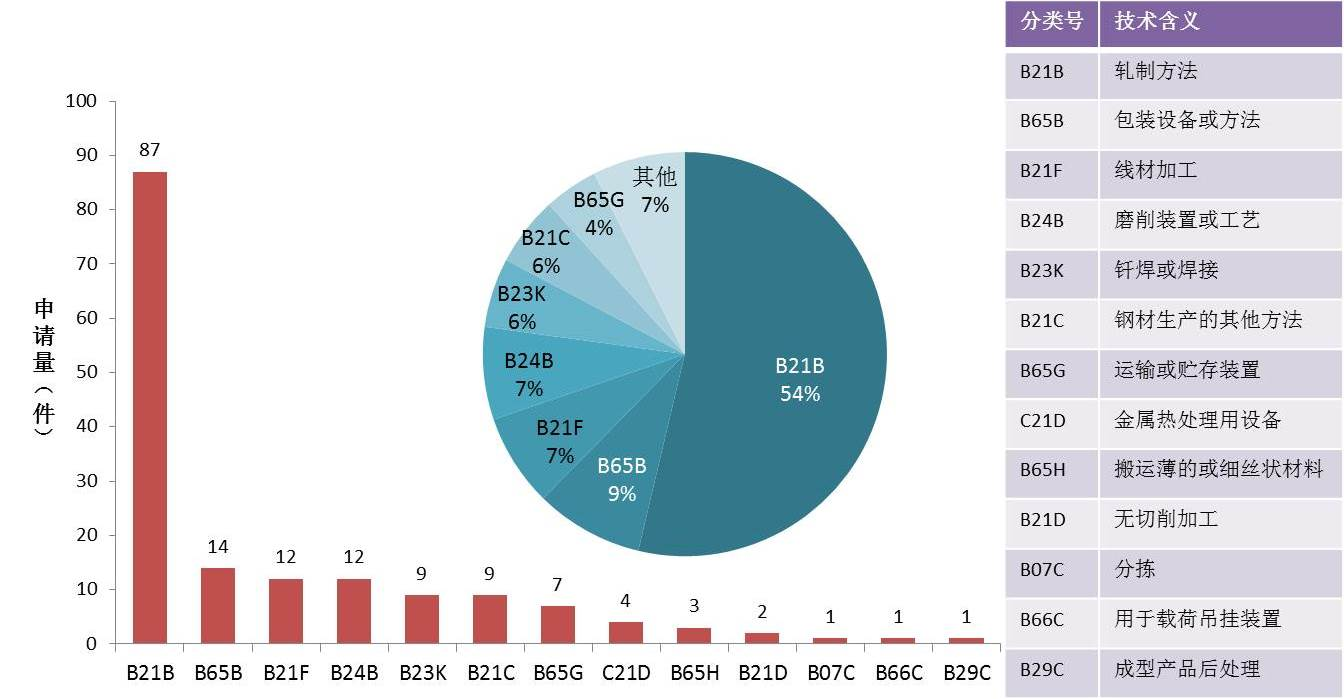 分类号 技术含义
B21B 轧制方法
B65B 包装设备或方法
B21F 线材加工
B24B 磨削装置或工艺
B23K 钎焊或焊接
B21C 钢材生产的其他方法
B65G 运输或贮存装置
C21D 金属热处理用设备
B65H 搬运薄的或细丝状材料
B21D 无切削加工
B07C 分拣
B66C 用于载荷吊挂装置
B29C 成型产品后处理
申请量（件）
100
90
80
70
60
50
40
30
20
10
0
87
14
12
12
9
9
7
4
3
2
1
1
1
B21B B65B B21F B24B B23K B21C B65G C21D B65H B21D B07C B66C B29C
B21B
54%
B65B
9%
B21F
7%
B24B
7%
B23K
6%
B21C
6%
B65G
4%
其他
7%